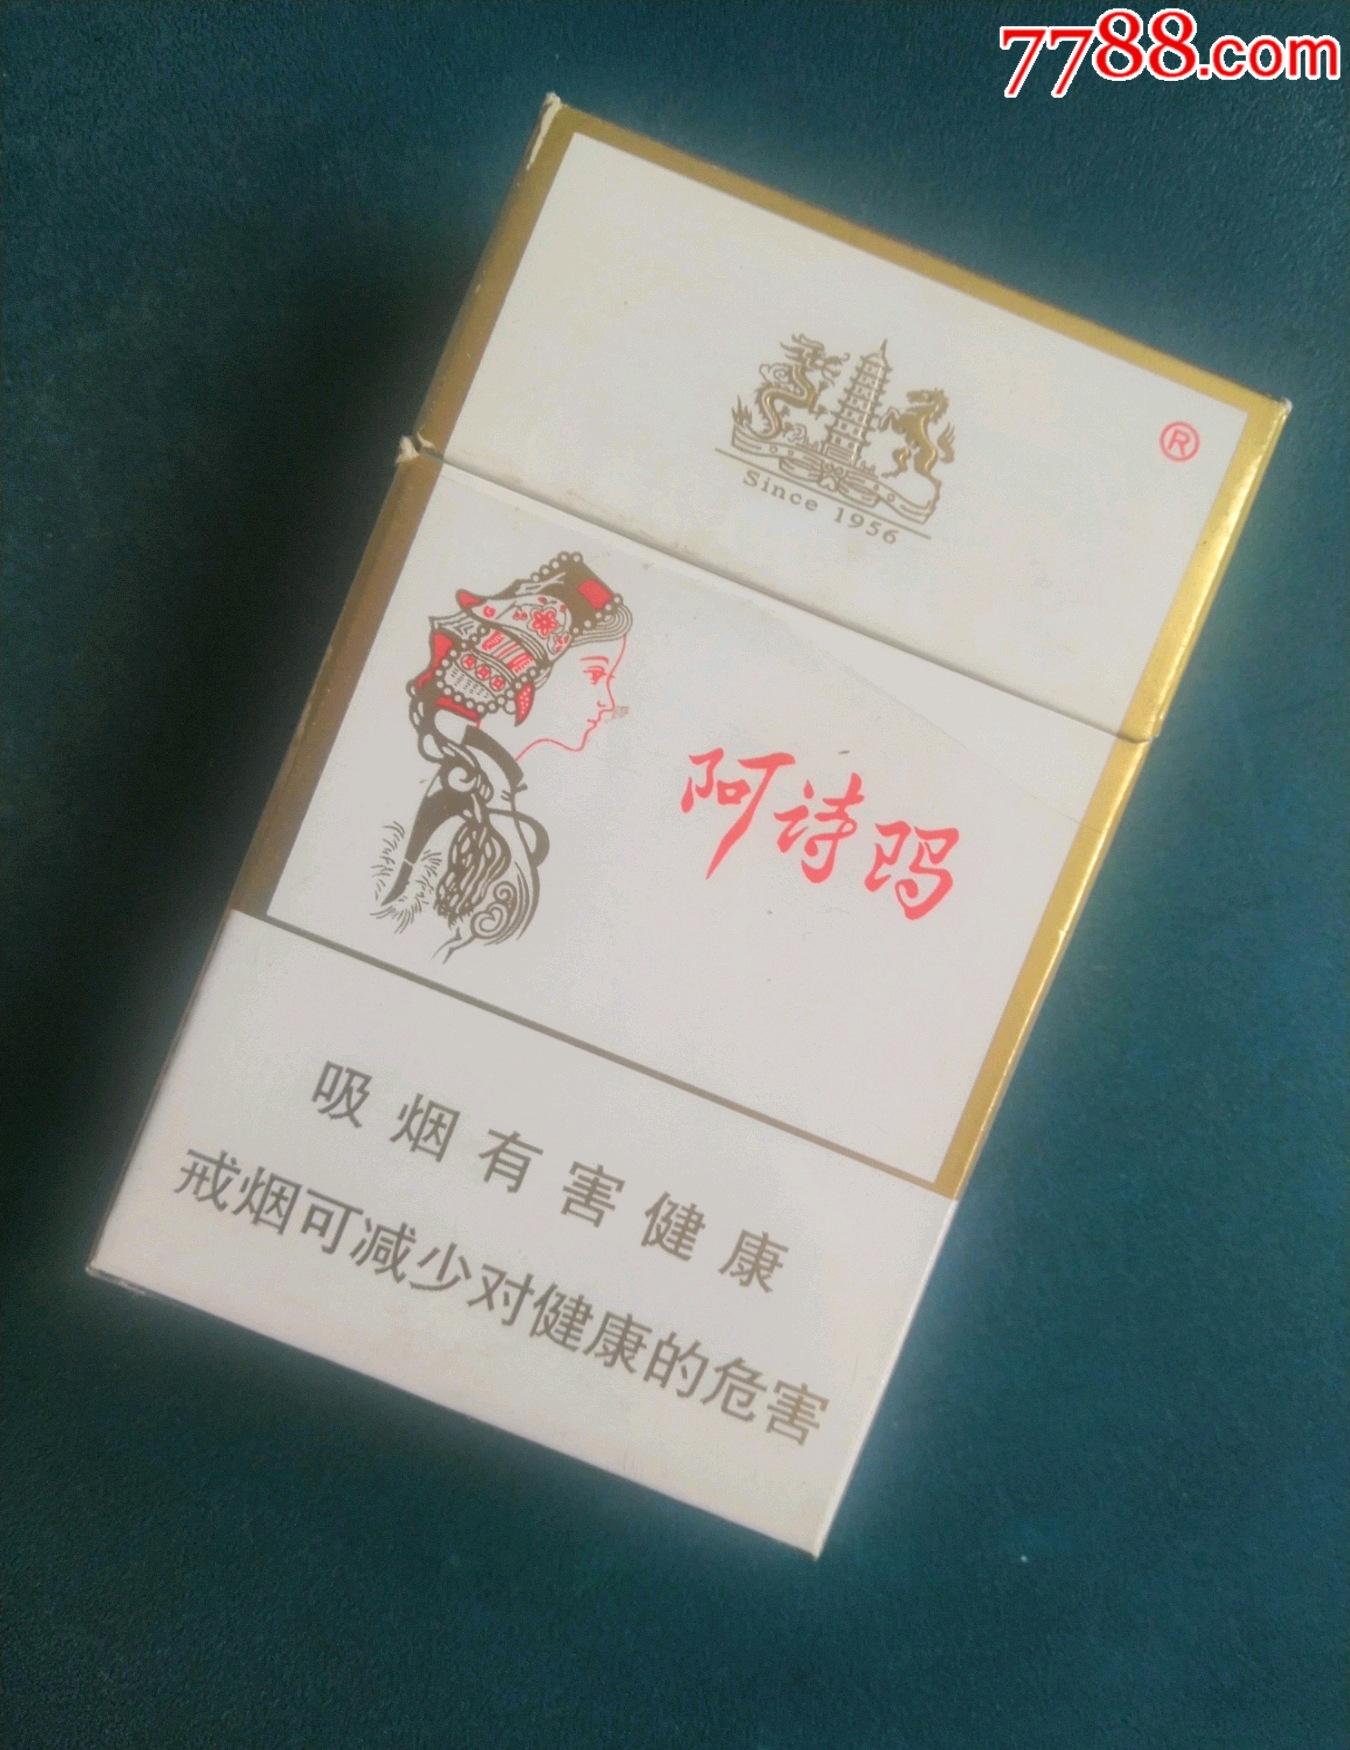 7788.com
®
Since 1956
阿诗玛
吸烟有害健康
戒烟可减少对健康的危害